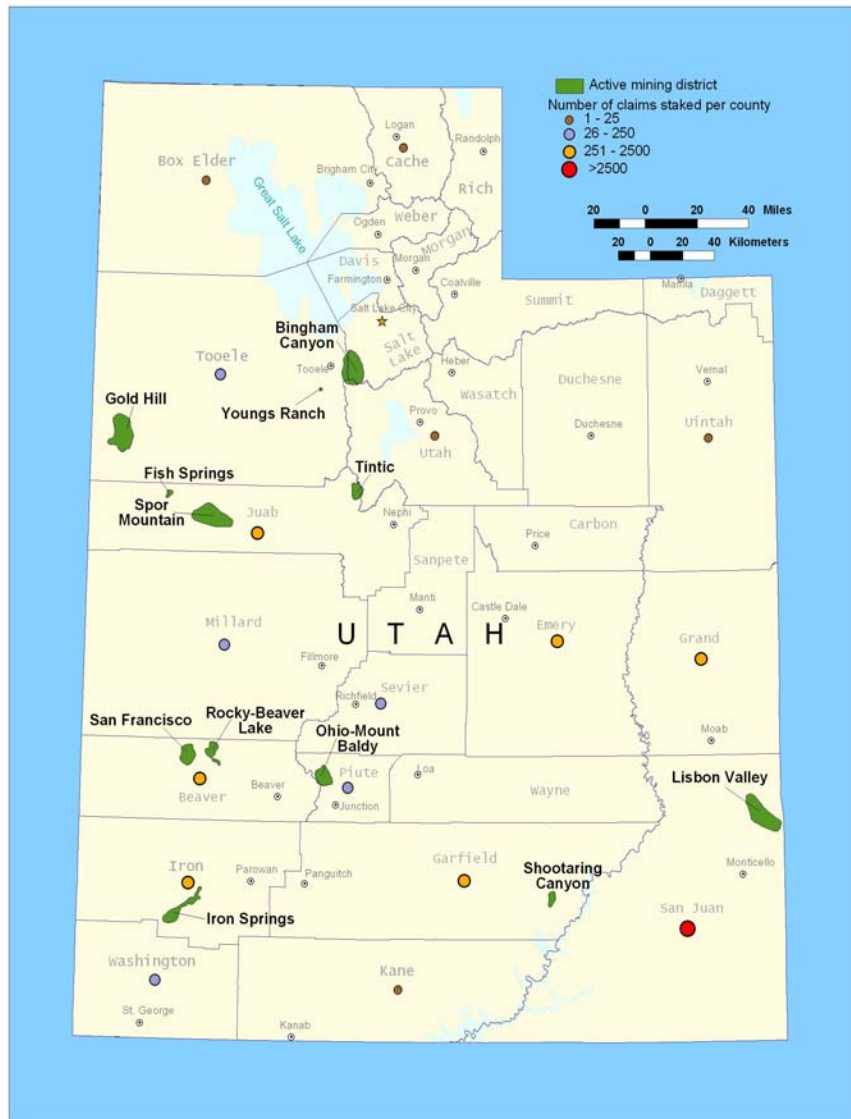 Active mining district
Number of claims staked per county
1 - 25
26 - 250
251 - 2500
>2500
20 0 20 40 Miles
20 0 20 40 Kilometers
Logan
Cache
Randolph
Box Elder
Brigham City
Rich
Great Salt Lake
Weber
Ogden
Morgan
Davis
Morgan
Farmington
Coalville
Manila
Daggett
Summit
Salt Lake City
Bingham
Canyon
Salt
Lake
Tooele
Tooele
Heber
Vernal
Wasatch
Duchesne
Youngs Ranch
Gold Hill
Provo
Uintah
Duchesne
Utah
Fish Springs
Tintic
Spor
Mountain
Juab
Nephi
Carbon
Price
Sanpete
Manti
Castle Dale
Millard
UTAH
Emery
Grand
Fillmore
Sevier
Richfield
San Francisco
Rocky-Beaver
Lake
Ohio-Mount
Baldy
Moab
Piute
Loa
Lisbon Valley
Beaver
Beaver
Junction
Wayne
Iron
Parowan
Panguitch
Garfield
Shootaring
Canyon
Monticello
Iron Springs
San Juan
Washington
Kane
St. George
Kanab